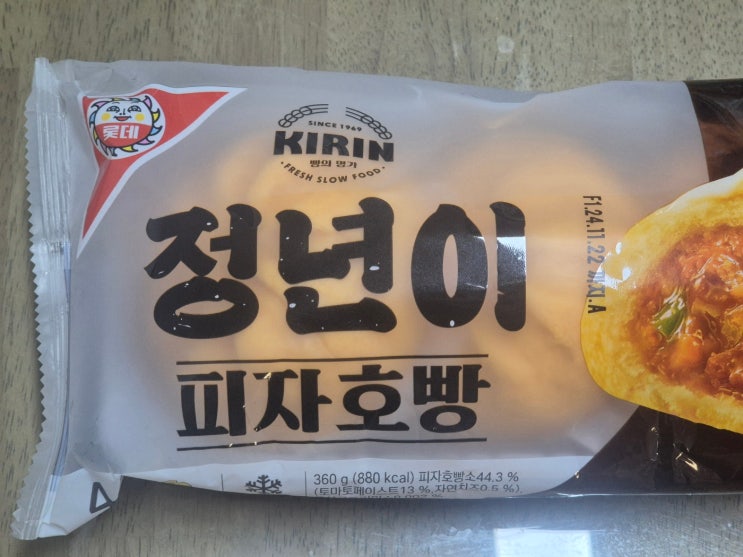 롯데
SINCE 1969
KIRIN
빵의 명가
· FRESH SLOW FOOD ·
정년이
피자호빵
F1.24.11.22 까지.A
360 g (880 kcal) 피자호빵소44.3 %
(토마토페이스트13 %, 자연치즈0.5 %),